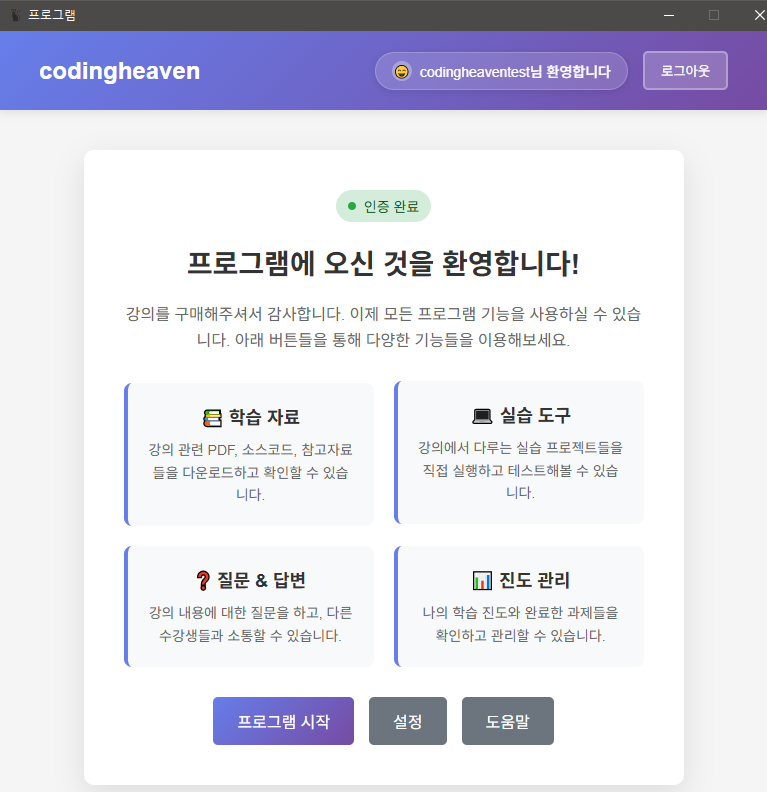 프로그램
codingheaven
😄 codingheaventest님 환영합니다
로그아웃
인증 완료
프로그램에 오신 것을 환영합니다!
강의를 구매해주셔서 감사합니다. 이제 모든 프로그램 기능을 사용하실 수 있습
니다. 아래 버튼들을 통해 다양한 기능들을 이용해보세요.
📚 학습 자료
강의 관련 PDF, 소스코드, 참고자료
들을 다운로드하고 확인할 수 있습
니다.
💻 실습 도구
강의에서 다루는 실습 프로젝트들을
직접 실행하고 테스트해볼 수 있습
니다.
❓ 질문 & 답변
강의 내용에 대한 질문을 하고, 다른
수강생들과 소통할 수 있습니다.
📊 진도 관리
나의 학습 진도와 완료한 과제들을
확인하고 관리할 수 있습니다.
프로그램 시작
설정
도움말